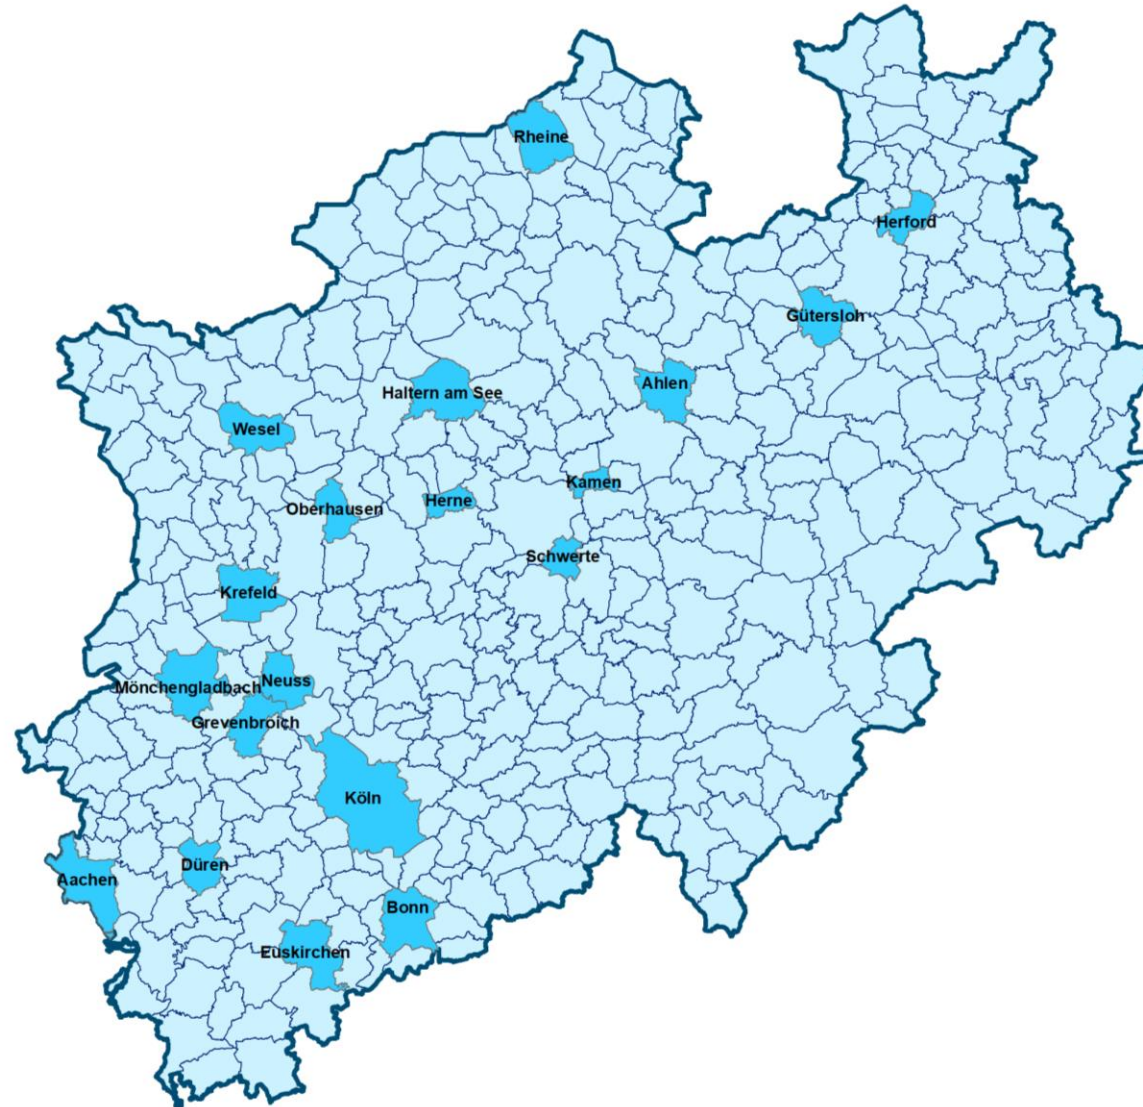 Rheine
Herford
Gütersloh
Ahlen
Haltern am See
Wesel
Kamen
Herne
Oberhausen
Schwerte
Krefeld
Neuss
Mönchengladbach
Grevenbroich
Köln
Düren
Aachen
Bonn
Euskirchen